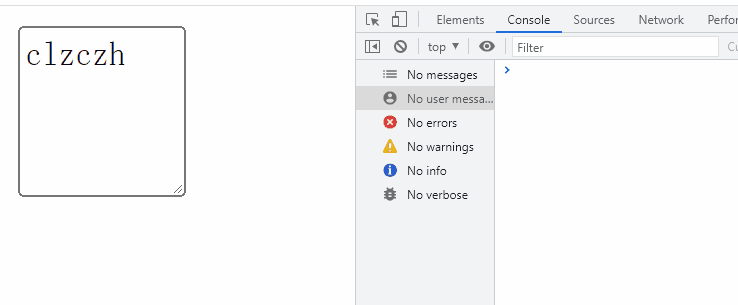 clzczh
Elements Console Sources Network Perfor
top ▼ Filter
No messages
No user messa...
No errors
No warnings
No info
No verbose